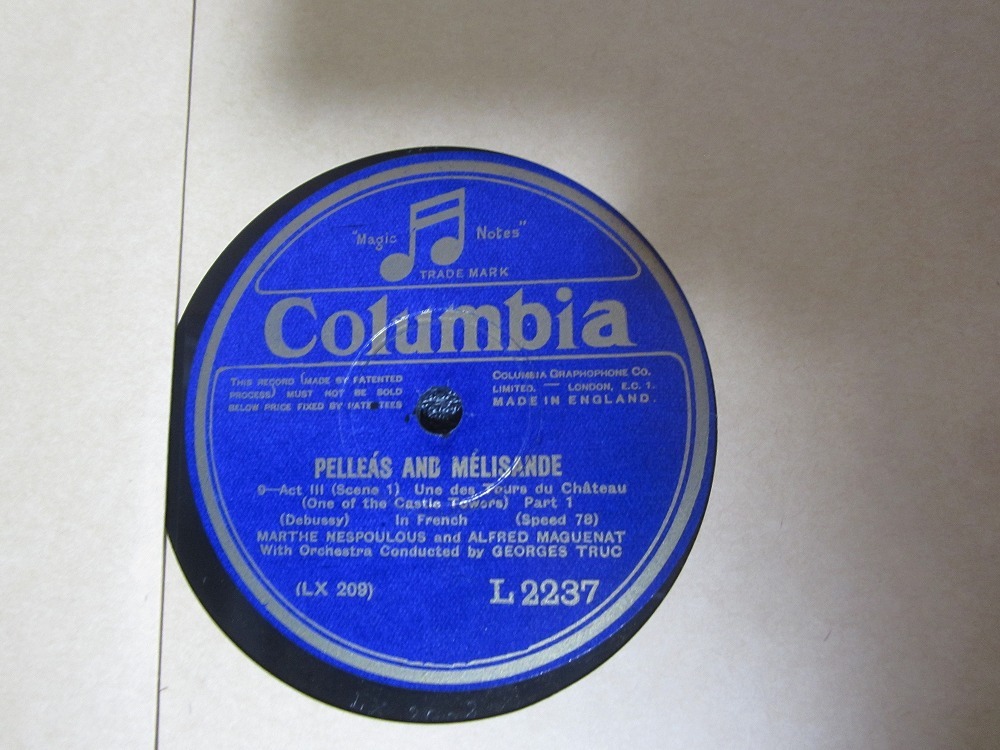 "Magic Notes"
TRADE MARK
Columbia
THIS RECORD (MADE BY PATENTED
PROCESS) MUST NOT BE SOLD
BELOW PRICE FIXED BY PATENTEES
COLUMBIA GRAPHOPHONE CO.
LIMITED. — LONDON, E.C. 1.
MADE IN ENGLAND.
PELLEÁS AND MÉLISANDE
9—Act III (Scene 1) Une des Tours du Château
(One of the Castle Towers) Part 1
(Debussy) In French (Speed 78)
MARTHE NESPOULOUS and ALFRED MAGUENAT
With Orchestra Conducted by GEORGES TRUC
(LX 209) L 2237